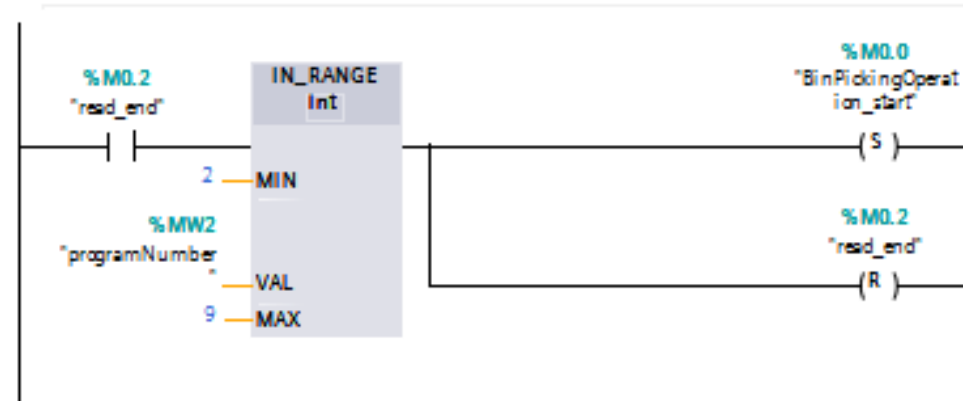 %M0.2
"read_end"
IN_RANGE
Int
2
MIN
%MW2
"programNumber
"
VAL
9
MAX
%M0.0
"BinPickingOperat
ion_start"
( S )
%M0.2
"read_end"
( R )